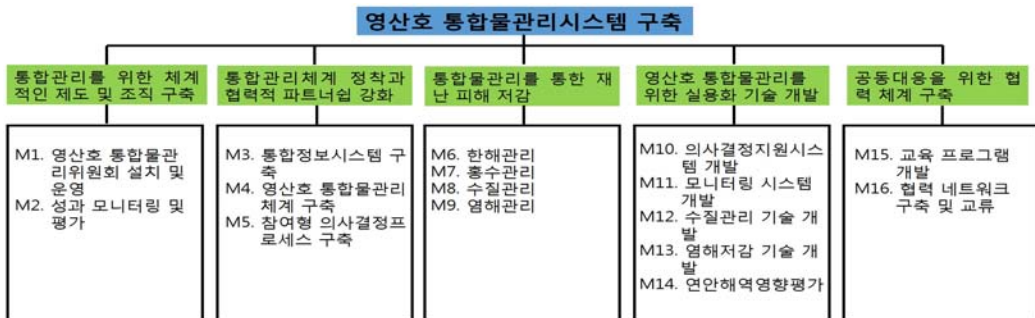 영산호 통합물관리시스템 구축
통합관리를 위한 체계
적인 제도 및 조직 구축
통합관리체계 정착과
협력적 파트너쉽 강화
통합물관리를 통한 재
난 피해 저감
영산호 통합물관리를
위한 실용화 기술 개발
공동대응을 위한 협
력 체계 구축
M1. 영산호 통합물관
리위원회 설치 및
운영
M2. 성과 모니터링 및
평가
M3. 통합정보시스템 구
축
M4. 영산호 통합물관리
체계 구축
M5. 참여형 의사결정프
로세스 구축
M6. 한해관리
M7. 홍수관리
M8. 수질관리
M9. 염해관리
M10. 의사결정지원시스
템 개발
M11. 모니터링 시스템
개발
M12. 수질관리 기술 개
발
M13. 염해저감 기술 개
발
M14. 연안해역영향평가
M15. 교육 프로그램
개발
M16. 협력 네트워크
구축 및 교류